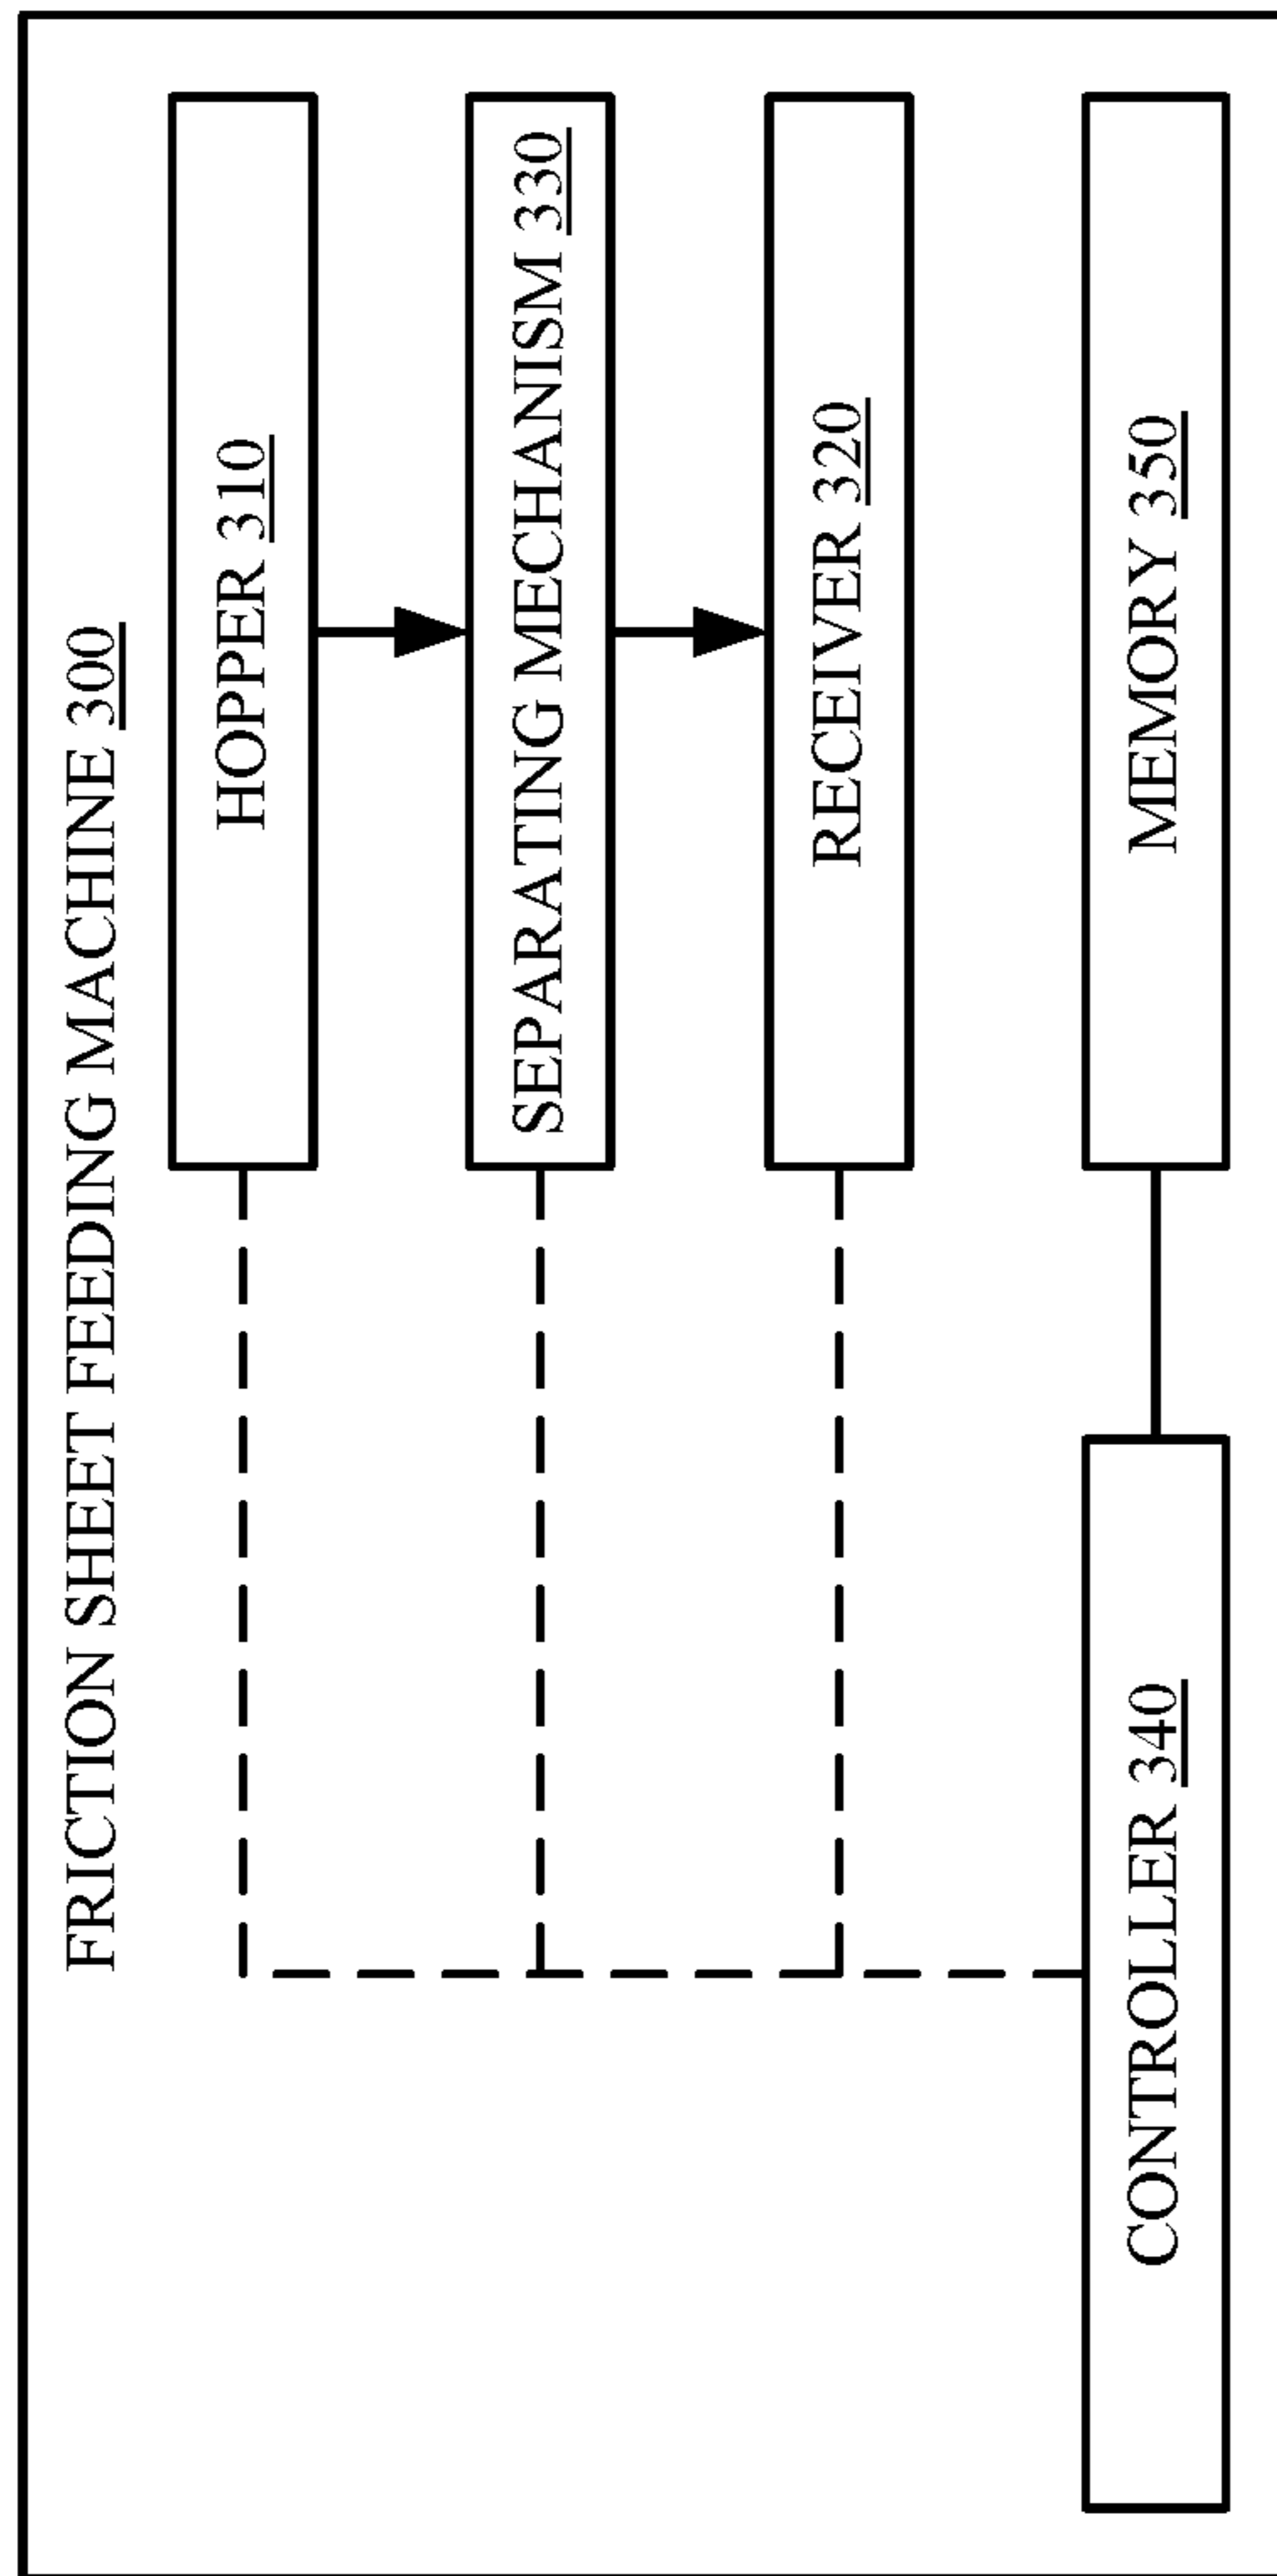 FRICTION SHEET FEEDING MACHINE 300
HOPPER 310
SEPARATING MECHANISM 330
RECEIVER 320
CONTROLLER 340
MEMORY 350